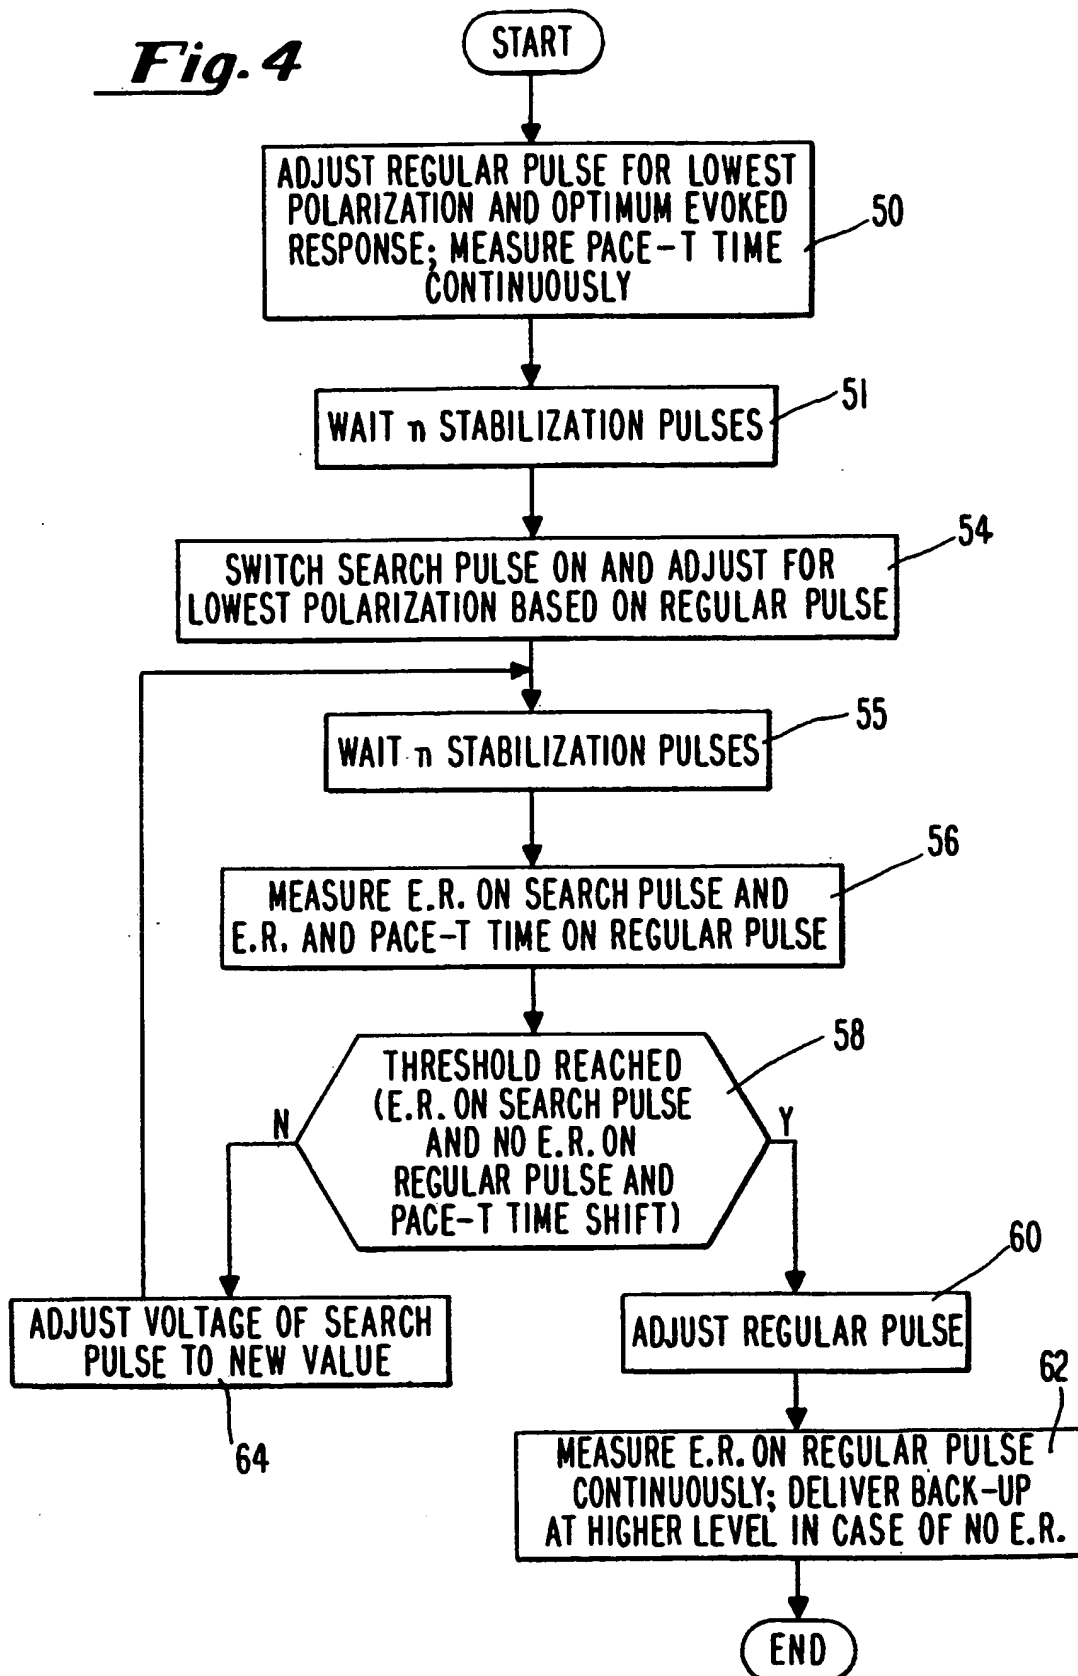 Fig. 4
START
ADJUST REGULAR PULSE FOR LOWEST
POLARIZATION AND OPTIMUM EVOKED
RESPONSE; MEASURE PACE-T TIME
CONTINUOUSLY
50
WAIT n STABILIZATION PULSES
51
SWITCH SEARCH PULSE ON AND ADJUST FOR
LOWEST POLARIZATION BASED ON REGULAR PULSE
54
WAIT n STABILIZATION PULSES
55
MEASURE E.R. ON SEARCH PULSE AND
E.R. AND PACE-T TIME ON REGULAR PULSE
56
THRESHOLD REACHED
(E.R. ON SEARCH PULSE
AND NO E.R. ON
REGULAR PULSE AND
PACE-T TIME SHIFT)
58
N
Y
ADJUST VOLTAGE OF SEARCH
PULSE TO NEW VALUE
64
ADJUST REGULAR PULSE
60
MEASURE E.R. ON REGULAR PULSE
CONTINUOUSLY; DELIVER BACK-UP
AT HIGHER LEVEL IN CASE OF NO E.R.
62
END